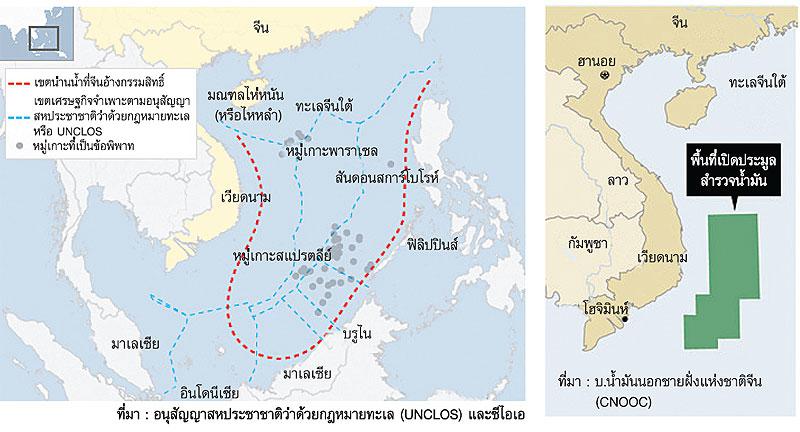 จีน
เขตน่านน้ำที่จีนอ้างกรรมสิทธิ์
เขตเศรษฐกิจจำเพาะตามอนุสัญญา
สหประชาชาติว่าด้วยกฎหมายทะเล
หรือ UNCLOS
หมู่เกาะที่เป็นข้อพิพาท
มณฑลไห่หนัน
(หรือไหหลำ)
ทะเลจีนใต้
หมู่เกาะพาราเซล
สันดอนสการ์โบโรห์
เวียดนาม
หมู่เกาะสแปรตลีย์
ฟิลิปปินส์
บรูไน
มาเลเซีย
มาเลเซีย
อินโดนีเซีย
ที่มา : อนุสัญญาสหประชาชาติว่าด้วยกฎหมายทะเล (UNCLOS) และซีไอเอ
จีน
ฮานอย
ทะเลจีนใต้
พื้นที่เปิดประมูล
สำรวจน้ำมัน
ลาว
กัมพูชา
เวียดนาม
โฮจิมินห์
ที่มา : บ.น้ำมันนอกชายฝั่งแห่งชาติจีน
(CNOOC)